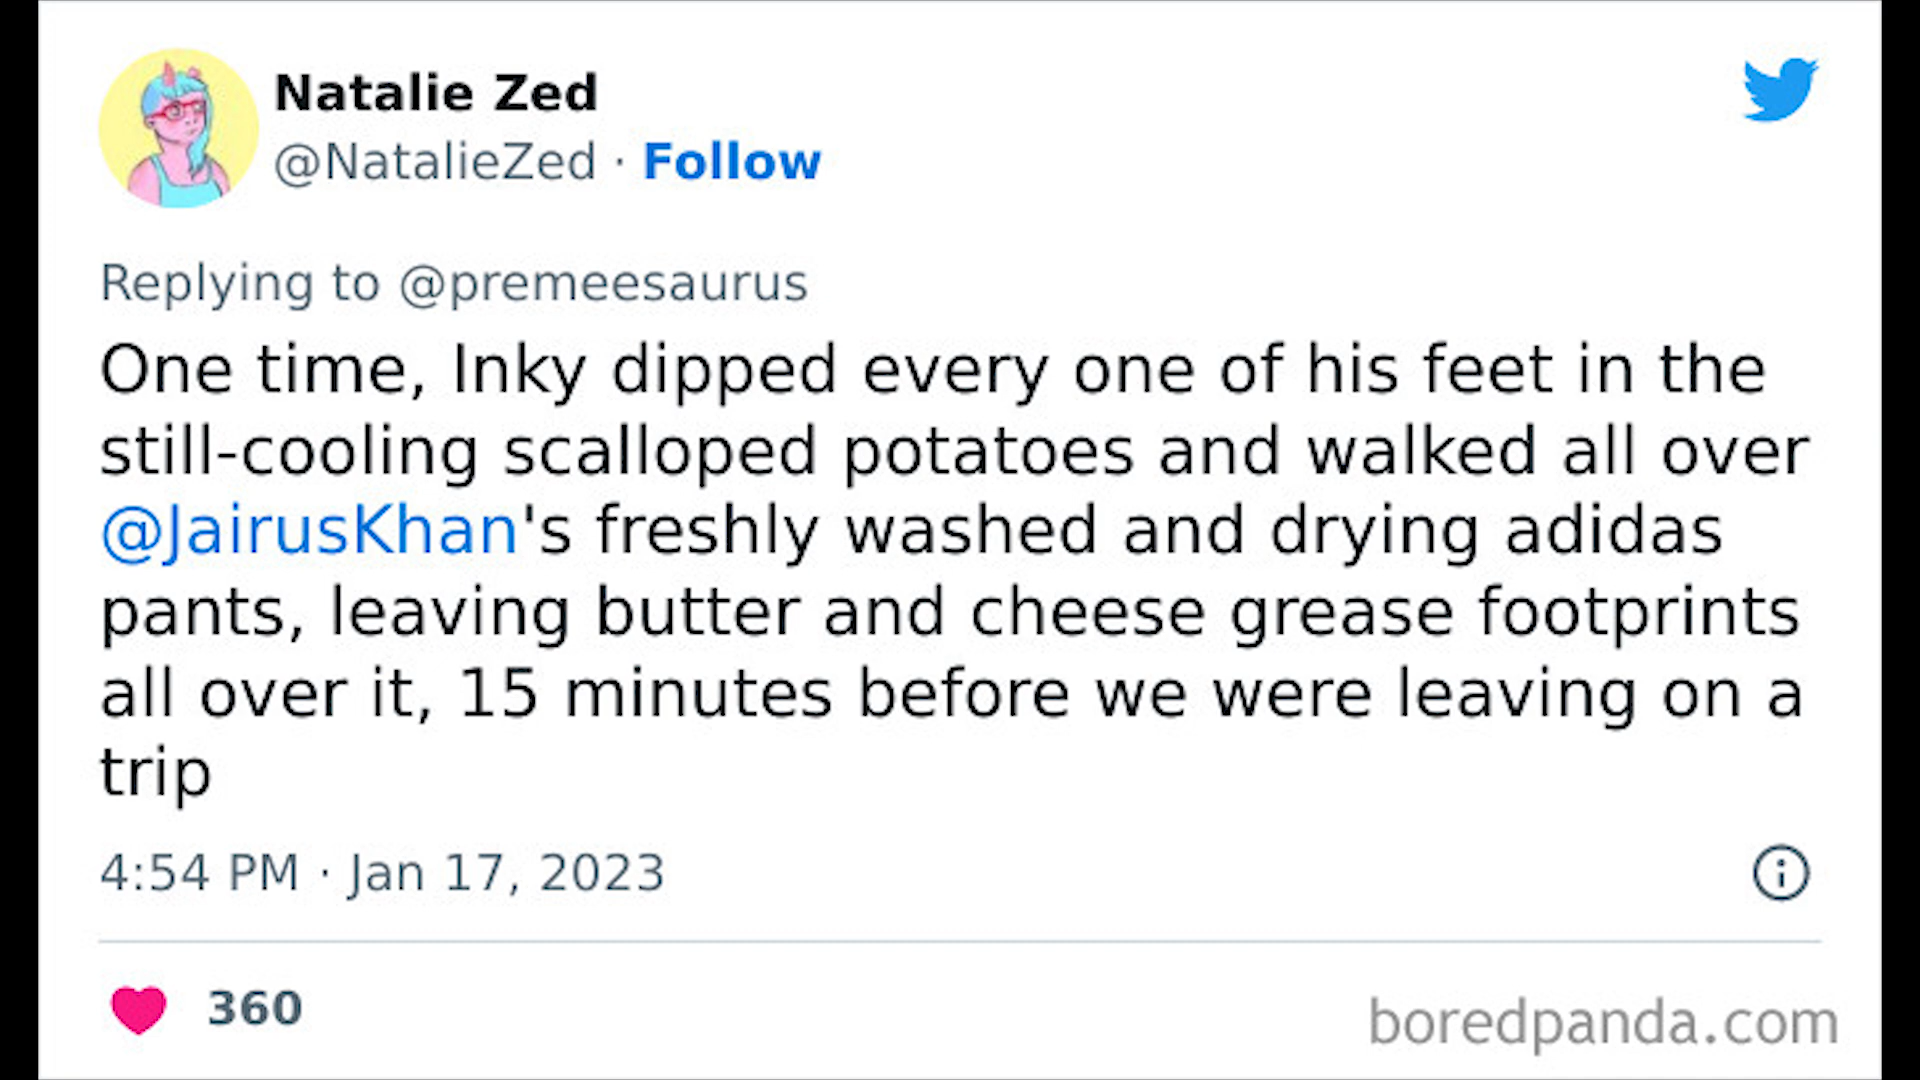 Natalie Zed
@NatalieZed · Follow
Replying to @premeesaurus
One time, Inky dipped every one of his feet in the
still-cooling scalloped potatoes and walked all over
@JairusKhan's freshly washed and drying adidas
pants, leaving butter and cheese grease footprints
all over it, 15 minutes before we were leaving on a
trip
4:54 PM · Jan 17, 2023
360
boredpanda.com